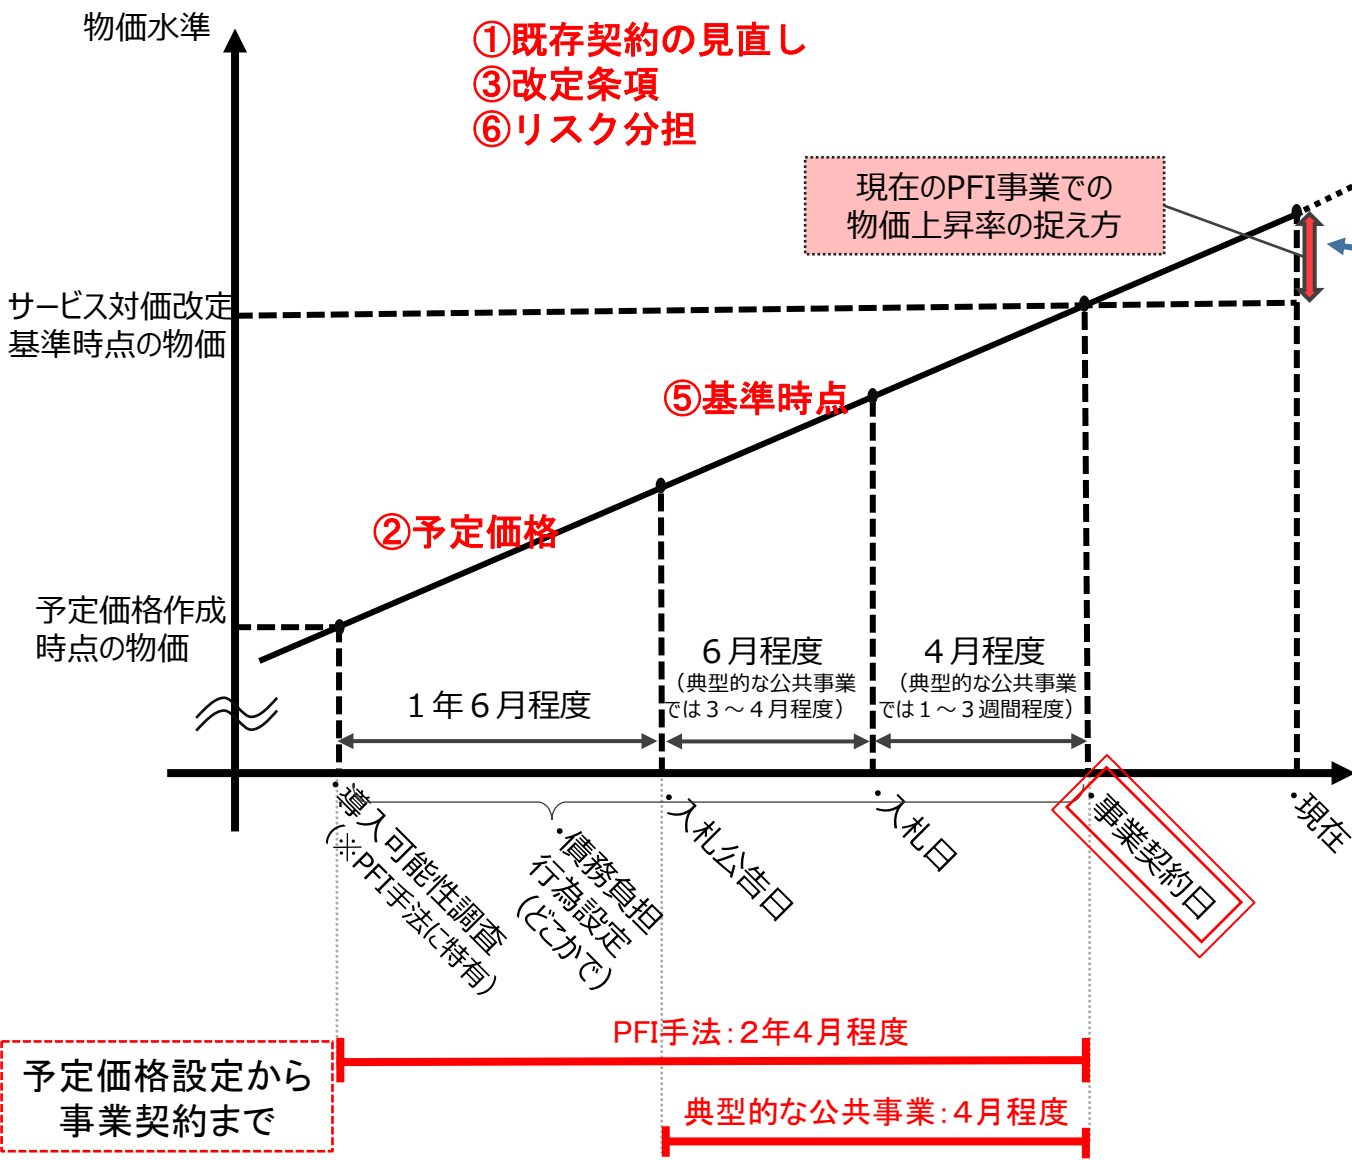 物価水準
①既存契約の見直し
③改定条項
⑥リスク分担
現在のPFI事業での
物価上昇率の捉え方
サービス対価改定
基準時点の物価
⑤基準時点
②予定価格
予定価格作成
時点の物価
１年６月程度
６月程度
（典型的な公共事業
では３～４月程度）
４月程度
（典型的な公共事業
では１～３週間程度）
・導入可能性調査
（※PFI手法に特有）
・債務負担
行為設定
（どこかで）
・入札公告日
・入札日
・事業契約日
・現在
PFI手法：２年４月程度
予定価格設定から
事業契約まで
典型的な公共事業：４月程度